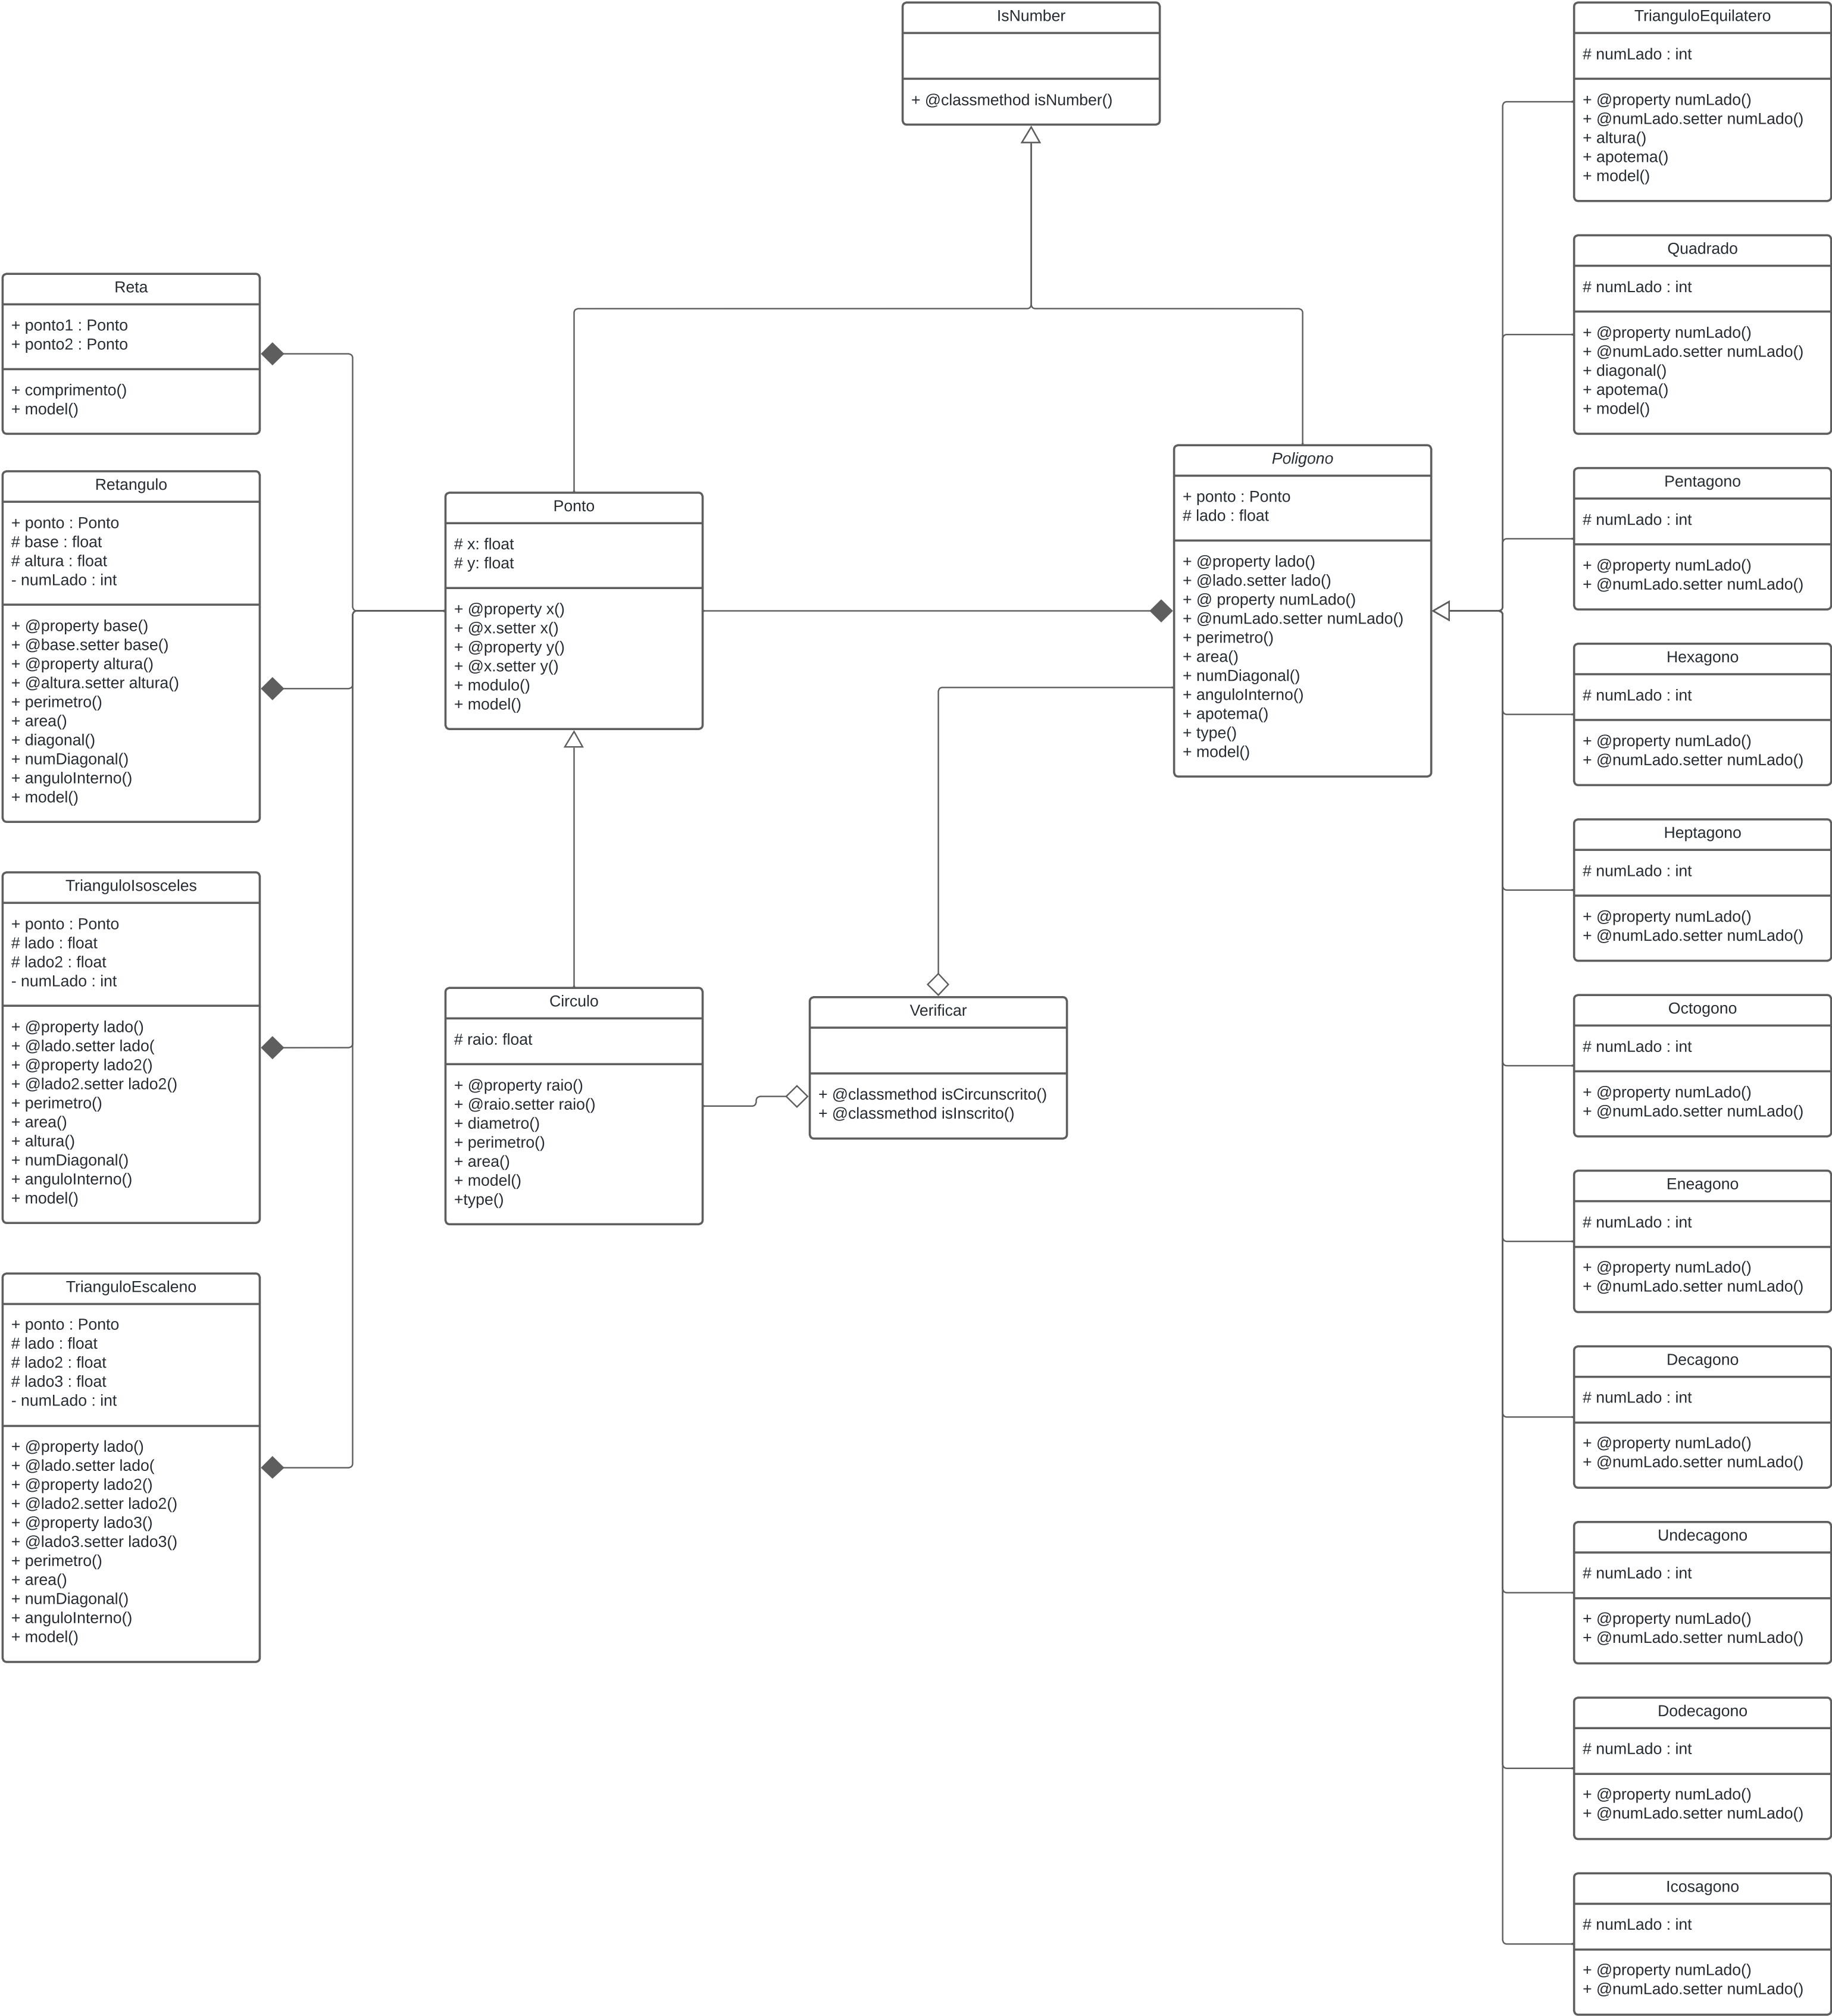 IsNumber
+ @classmethod isNumber()
Reta
+ ponto1 : Ponto
+ ponto2 : Ponto
+ comprimento()
+ model()
Retangulo
+ ponto : Ponto
# base : float
# altura : float
- numLado : int
+ @property base()
+ @base.setter base()
+ @property altura()
+ @altura.setter altura()
+ perimetro()
+ area()
+ diagonal()
+ numDiagonal()
+ anguloInterno()
+ model()
TrianguloIsosceles
+ ponto : Ponto
# lado : float
# lado2 : float
- numLado : int
+ @property lado()
+ @lado.setter lado(
+ @property lado2()
+ @lado2.setter lado2()
+ perimetro()
+ area()
+ altura()
+ numDiagonal()
+ anguloInterno()
+ model()
TrianguloEscaleno
+ ponto : Ponto
# lado : float
# lado2 : float
# lado3 : float
- numLado : int
+ @property lado()
+ @lado.setter lado(
+ @property lado2()
+ @lado2.setter lado2()
+ @property lado3()
+ @lado3.setter lado3()
+ perimetro()
+ area()
+ numDiagonal()
+ anguloInterno()
+ model()
Ponto
# x: float
# y: float
+ @property x()
+ @x.setter x()
+ @property y()
+ @x.setter y()
+ modulo()
+ model()
Circulo
# raio: float
+ @property raio()
+ @raio.setter raio()
+ diametro()
+ perimetro()
+ area()
+ model()
+type()
Verificar
+ @classmethod isCircunscrito()
+ @classmethod isInscrito()
Poligono
+ ponto : Ponto
# lado : float
+ @property lado()
+ @lado.setter lado()
+ @ property numLado()
+ @numLado.setter numLado()
+ perimetro()
+ area()
+ numDiagonal()
+ anguloInterno()
+ apotema()
+ type()
+ model()
TrianguloEquilatero
# numLado : int
+ @property numLado()
+ @numLado.setter numLado()
+ altura()
+ apotema()
+ model()
Quadrado
# numLado : int
+ @property numLado()
+ @numLado.setter numLado()
+ diagonal()
+ apotema()
+ model()
Pentagono
# numLado : int
+ @property numLado()
+ @numLado.setter numLado()
Hexagono
# numLado : int
+ @property numLado()
+ @numLado.setter numLado()
Heptagono
# numLado : int
+ @property numLado()
+ @numLado.setter numLado()
Octogono
# numLado : int
+ @property numLado()
+ @numLado.setter numLado()
Eneagono
# numLado : int
+ @property numLado()
+ @numLado.setter numLado()
Decagono
# numLado : int
+ @property numLado()
+ @numLado.setter numLado()
Undecagono
# numLado : int
+ @property numLado()
+ @numLado.setter numLado()
Dodecagono
# numLado : int
+ @property numLado()
+ @numLado.setter numLado()
Icosagono
# numLado : int
+ @property numLado()
+ @numLado.setter numLado()